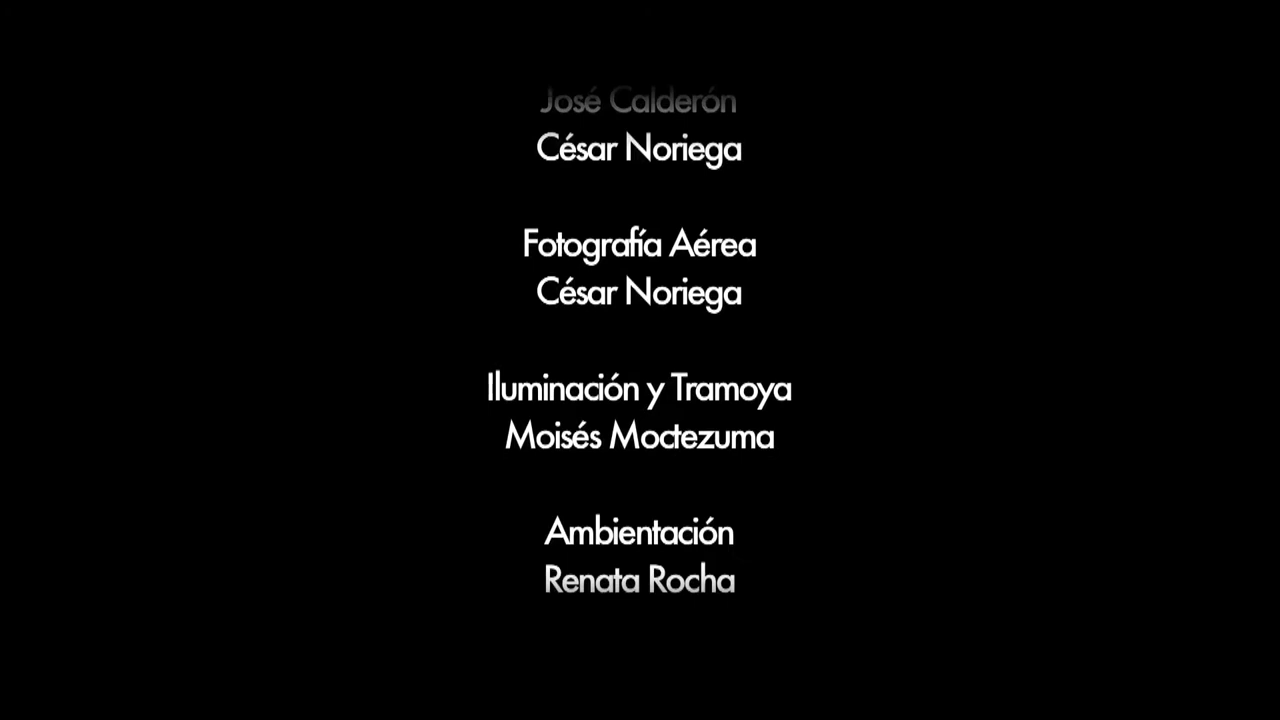 José Calderón
César Noriega
Fotografía Aérea
César Noriega
Iluminación y Tramoya
Moisés Moctezuma
Ambientación
Renata Rocha